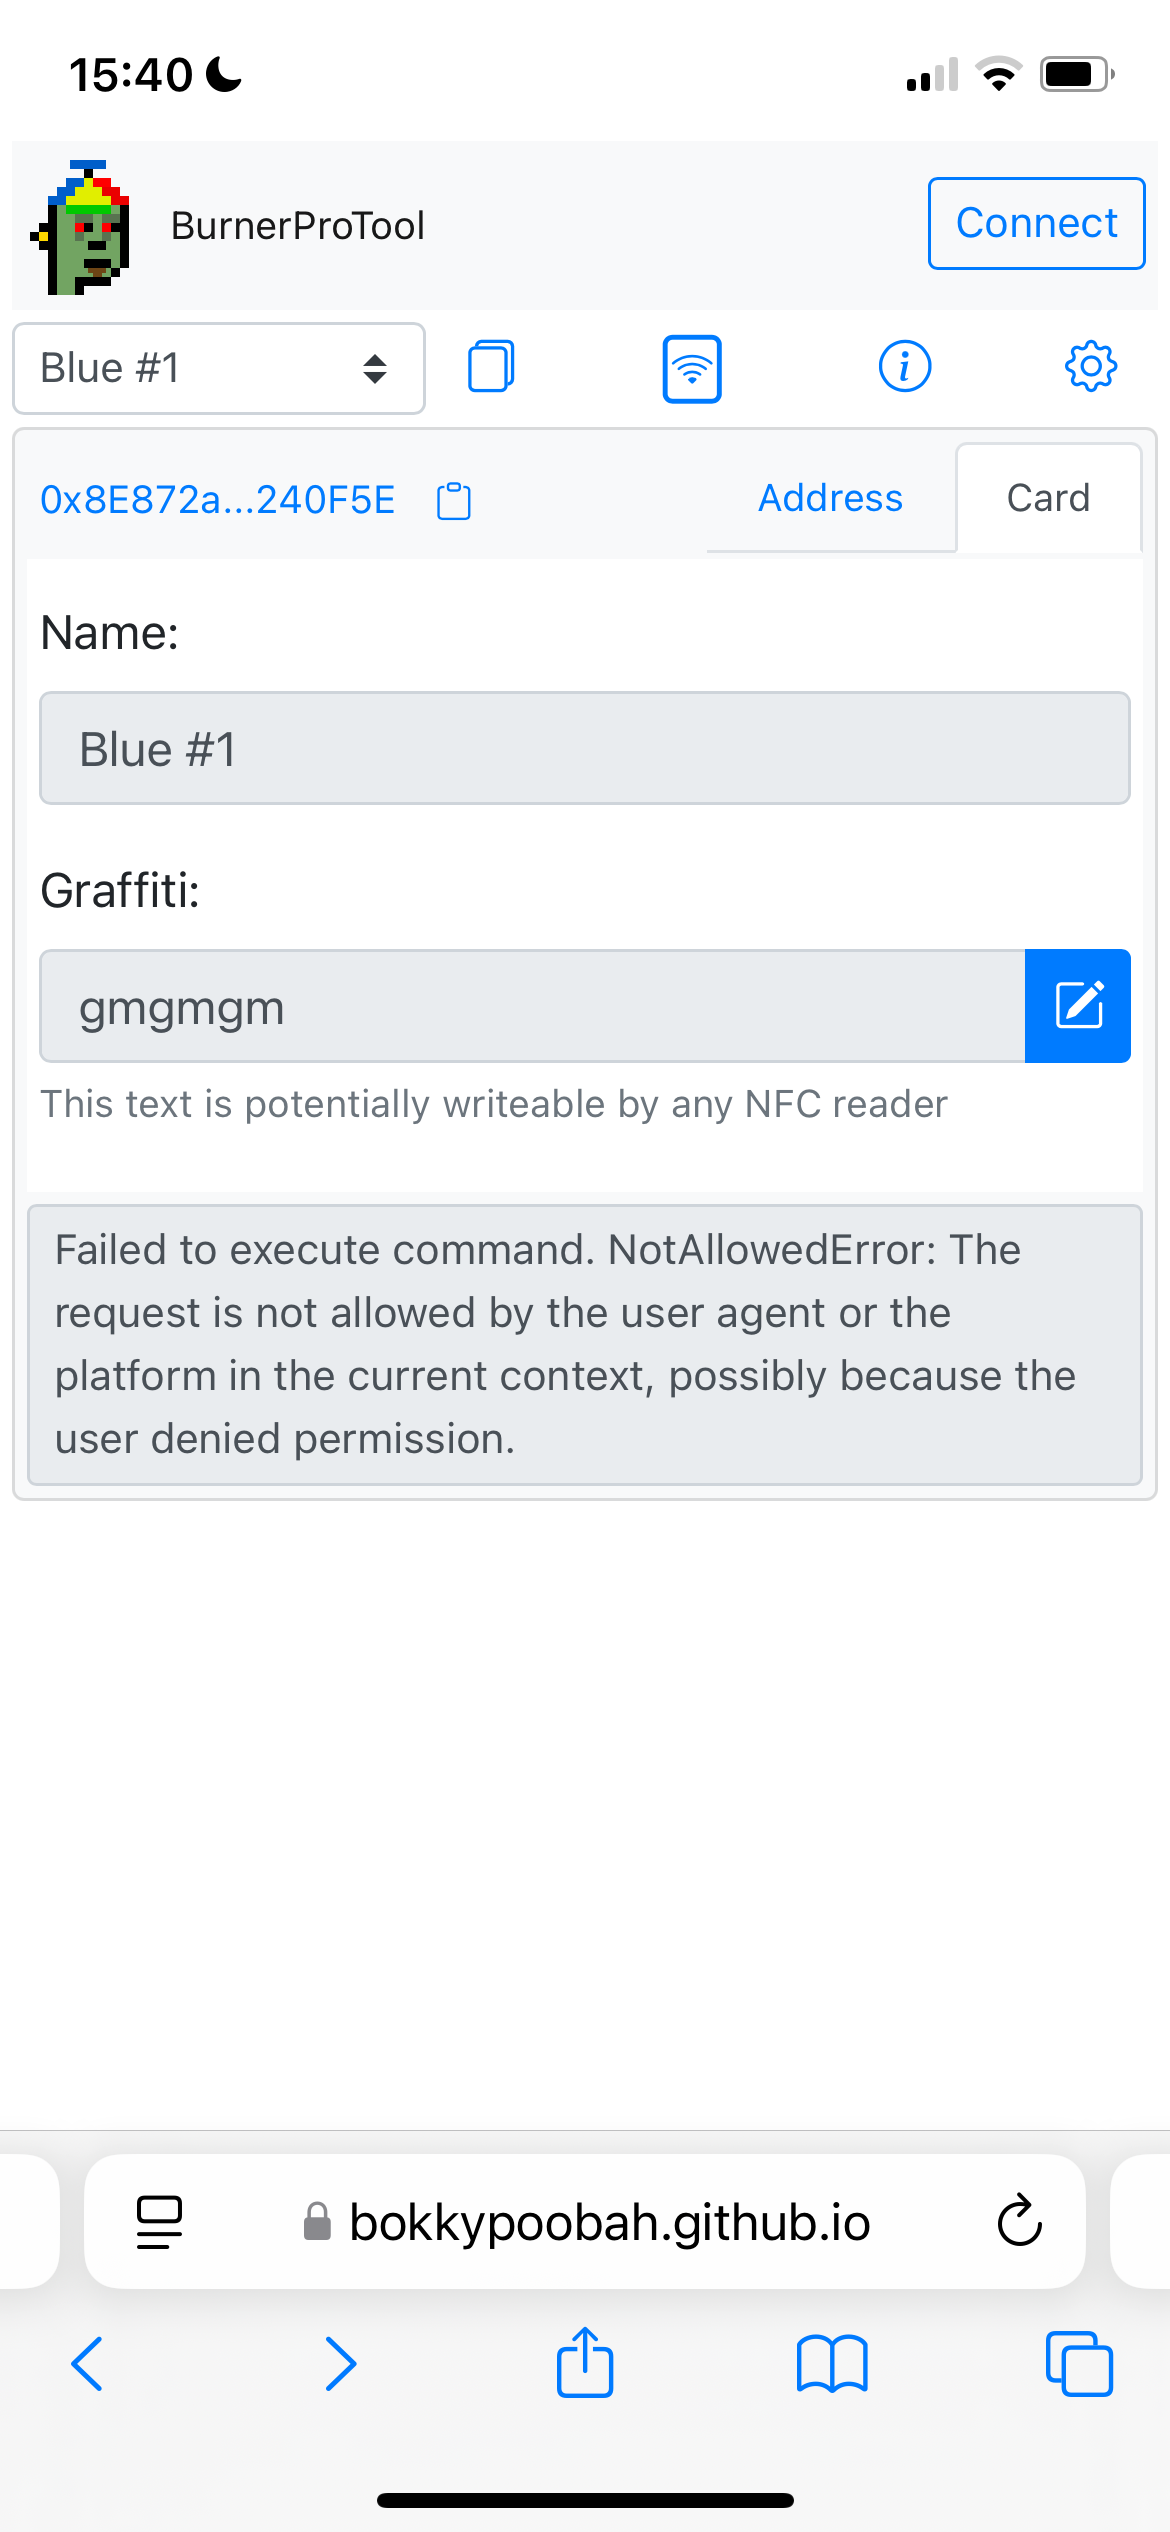 15:40
BurnerProTool
Connect
Blue #1
0x8E872a...240F5E
Address
Card
Name:
Blue #1
Graffiti:
gmgmgm
This text is potentially writeable by any NFC reader
Failed to execute command. NotAllowedError: The
request is not allowed by the user agent or the
platform in the current context, possibly because the
user denied permission.
bokkypoobah.github.io